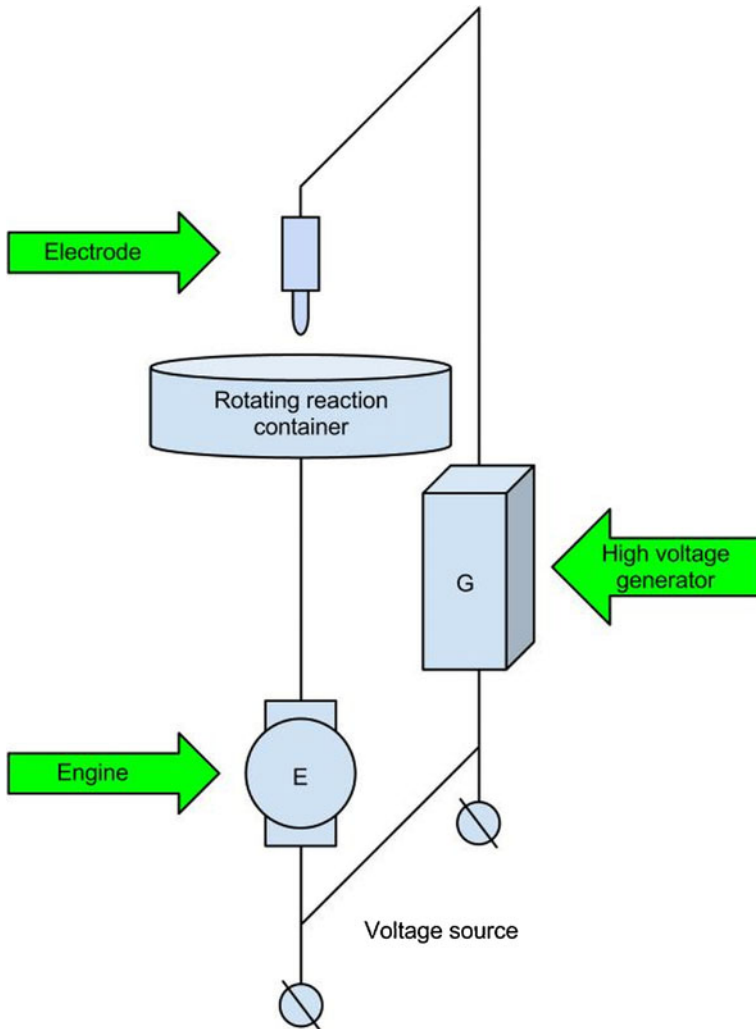 Electrode
Rotating reaction
container
High voltage
generator
G
Engine
E
Voltage source